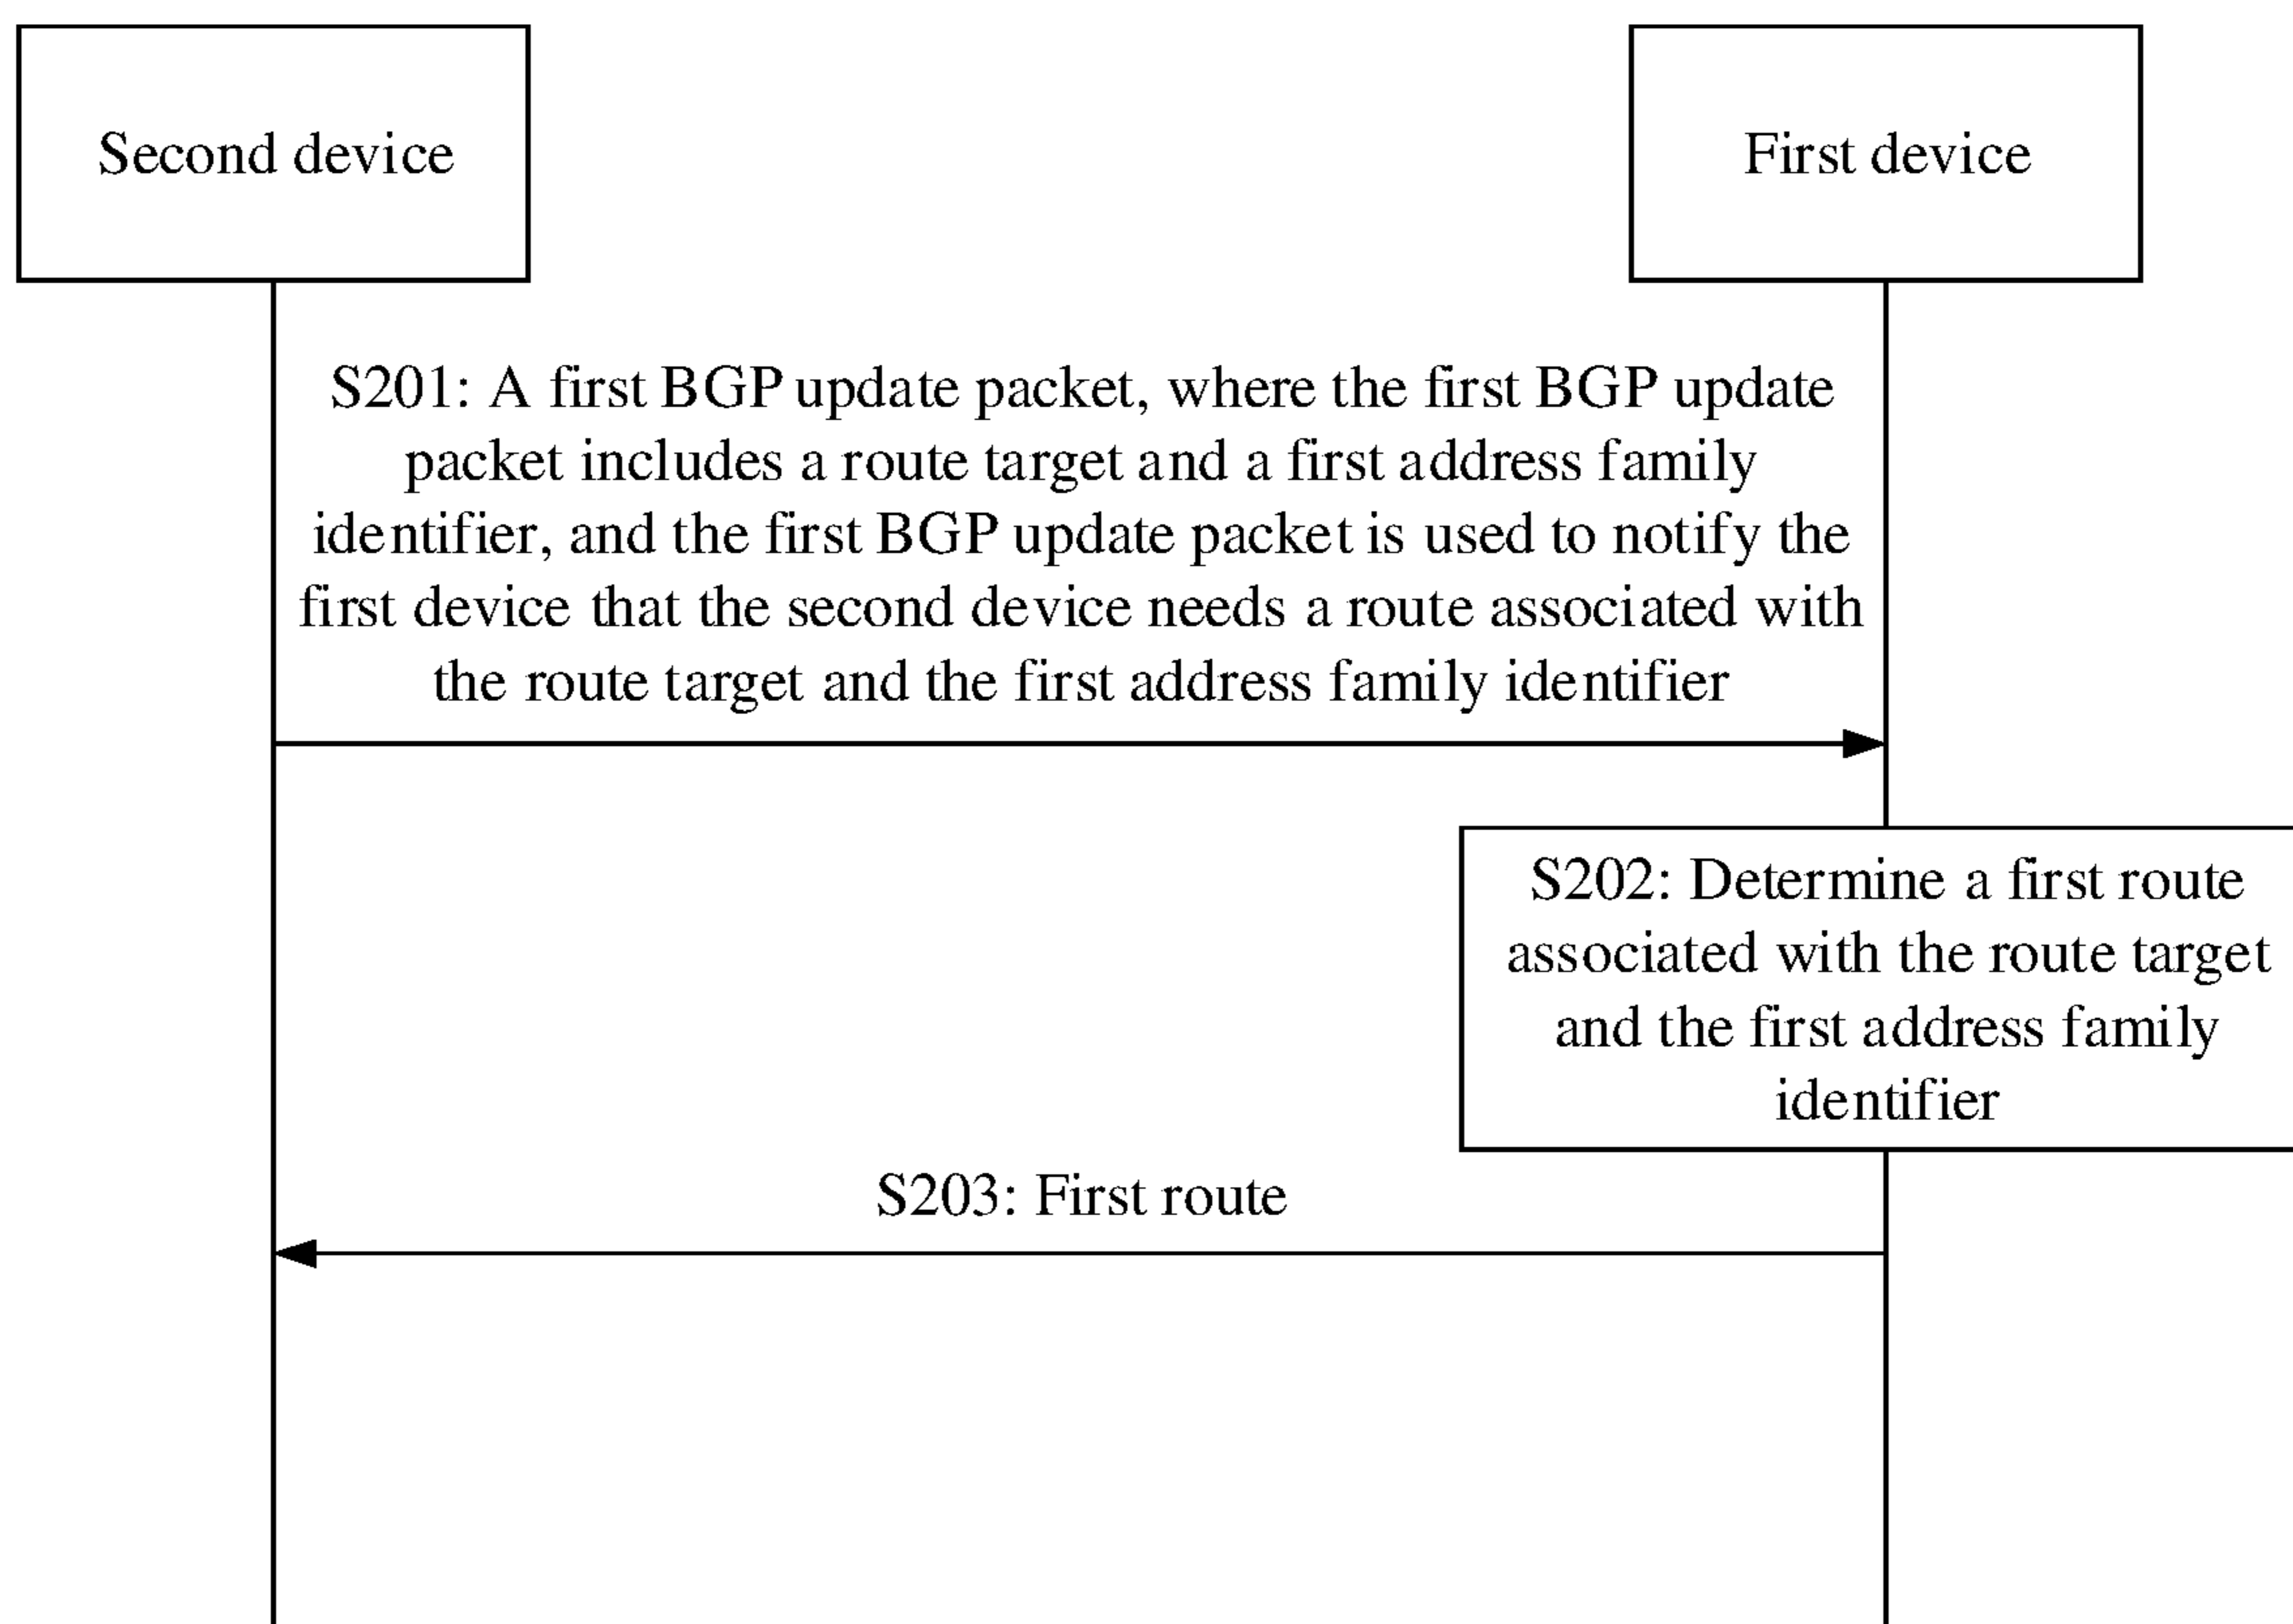 Second device
First device
S201: A first BGP update packet, where the first BGP update
packet includes a route target and a first address family
identifier, and the first BGP update packet is used to notify the
first device that the second device needs a route associated with
the route target and the first address family identifier
S202: Determine a first route
associated with the route target
and the first address family
identifier
S203: First route